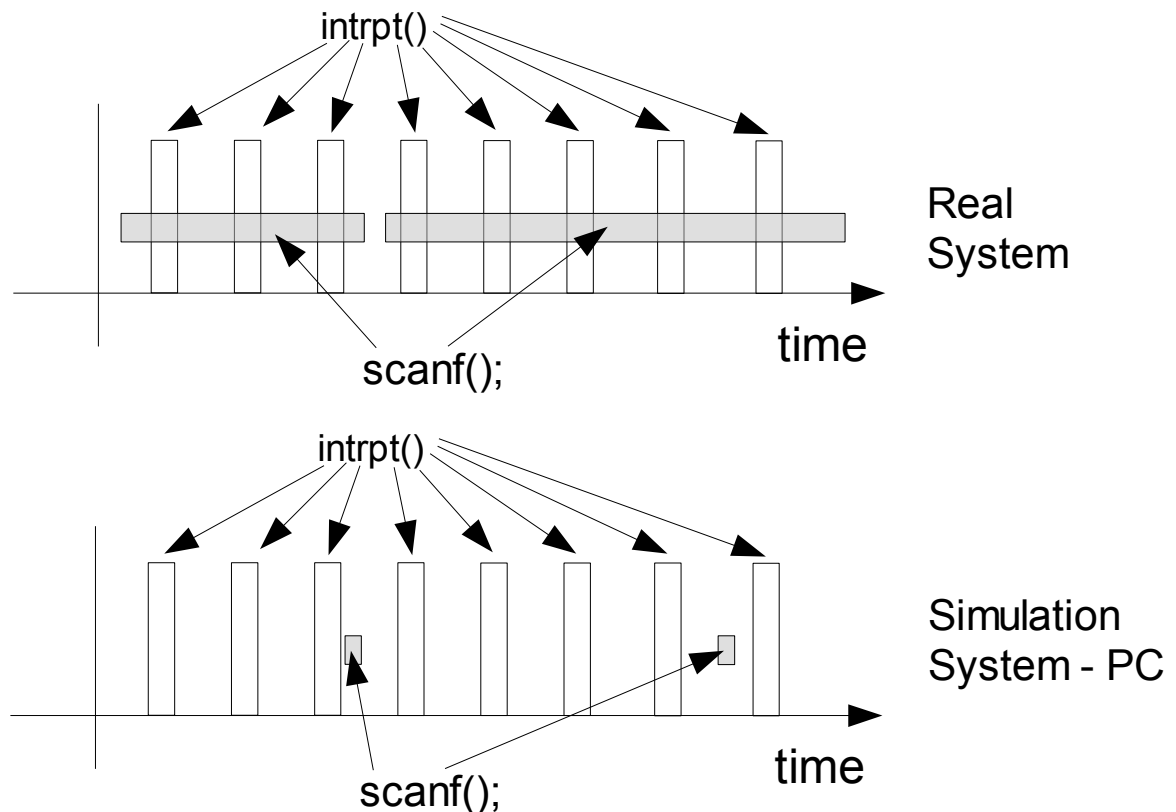 intrpt()
Real
System
time
scanf();
intrpt()
Simulation
System - PC
time
scanf();